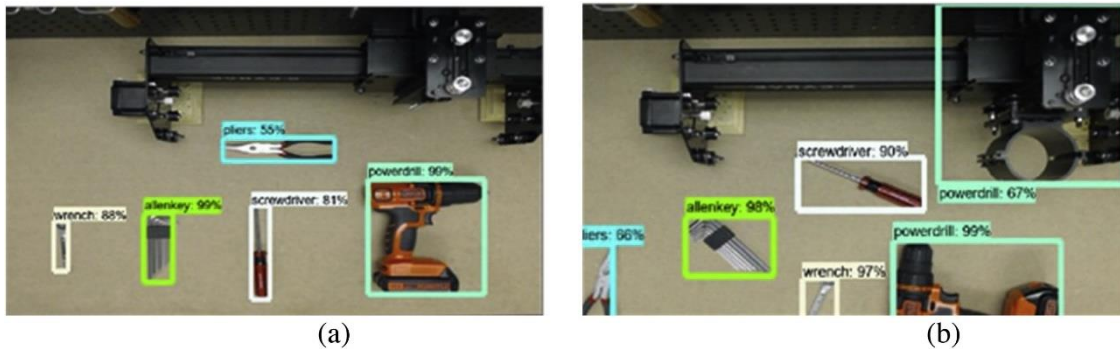 pliers: 55%
powerdrill: 99%
allenkey: 99%
screwdriver: 81%
wrench: 88%
(a)
screwdriver: 90%
powerdrill: 67%
allenkey: 98%
liers: 66%
powerdrill: 99%
wrench: 97%
(b)